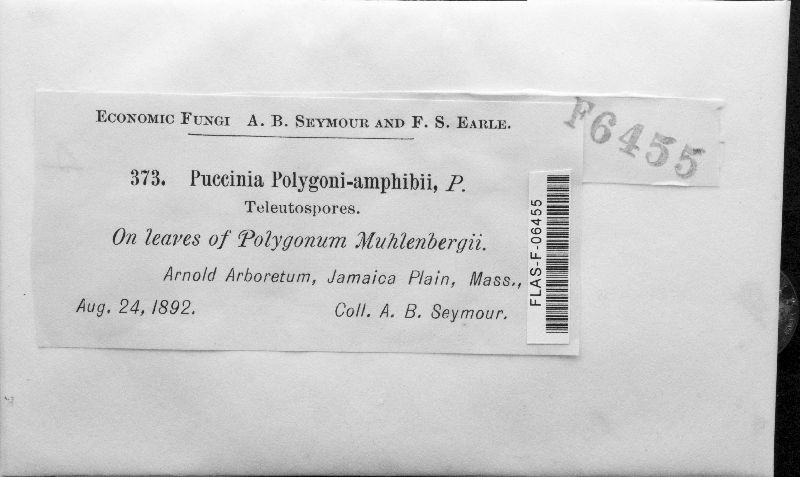 ECONOMIC FUNGI A. B. SEYMOUR AND F. S. EARLE.
F6455
373. Puccinia Polygoni-amphibii, P.
Teleutospores.
On leaves of Polygonum Muhlenbergii.
Arnold Arboretum, Jamaica Plain, Mass.,
Aug. 24, 1892. Coll. A. B. Seymour.
FLAS-F-06455